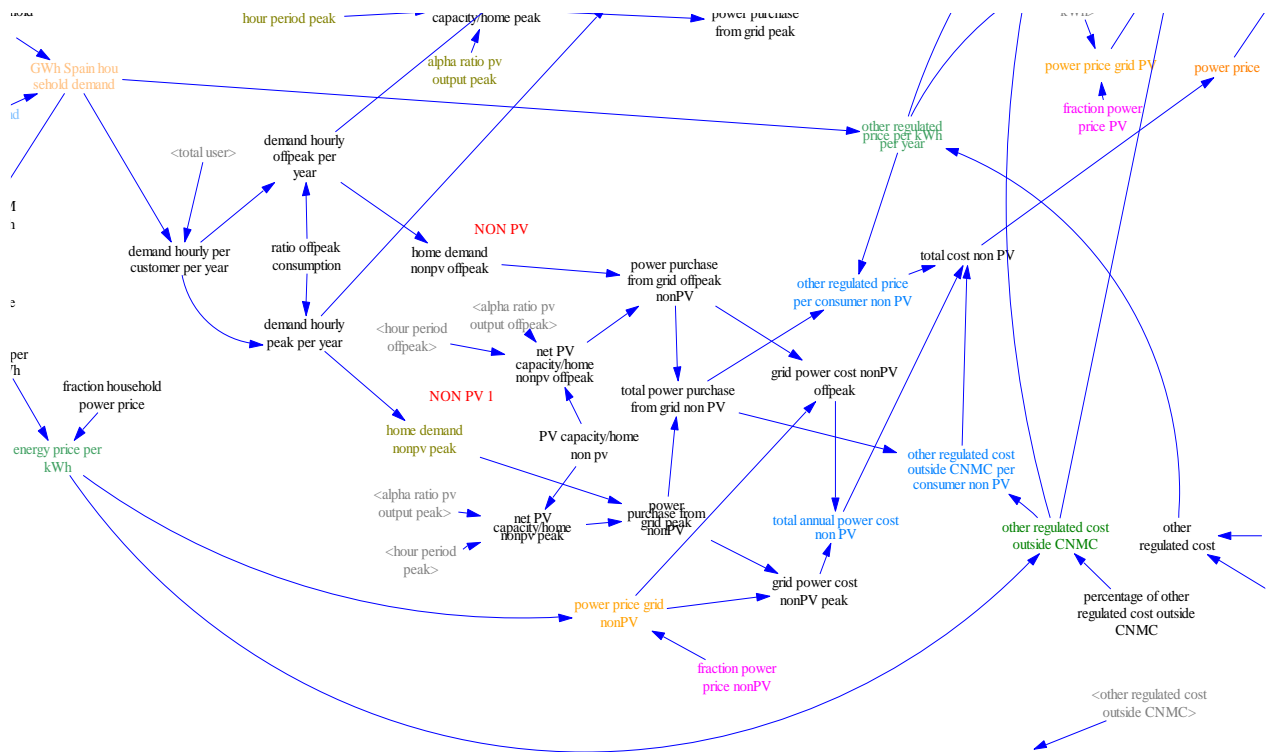 hour period peak
capacity/home peak
power purchase
from grid peak
kWh>
GWh Spain hou
sehold demand
alpha ratio pv
output peak
power price grid PV
power price
fraction power
price PV
other regulated
price per kWh
per year
demand hourly
offpeak per
year
<total user>
NON PV
demand hourly per
customer per year
ratio offpeak
consumption
home demand
nonpv offpeak
power purchase
from grid offpeak
nonPV
total cost non PV
other regulated price
per consumer non PV
<alpha ratio pv
output offpeak>
<hour period
offpeak>
demand hourly
peak per year
net PV
capacity/home
nonpv offpeak
grid power cost nonPV
offpeak
fraction household
power price
NON PV 1
total power purchase
from grid non PV
energy price per
kWh
home demand
nonpv peak
PV capacity/home
non pv
other regulated cost
outside CNMC per
consumer non PV
<alpha ratio pv
output peak>
net PV
capacity/home
nonpv peak
power
purchase from
grid peak
nonPV
total annual power cost
non PV
other regulated cost
outside CNMC
other
regulated cost
<hour period
peak>
grid power cost
nonPV peak
power price grid
nonPV
percentage of other
regulated cost outside
CNMC
fraction power
price nonPV
<other regulated cost
outside CNMC>